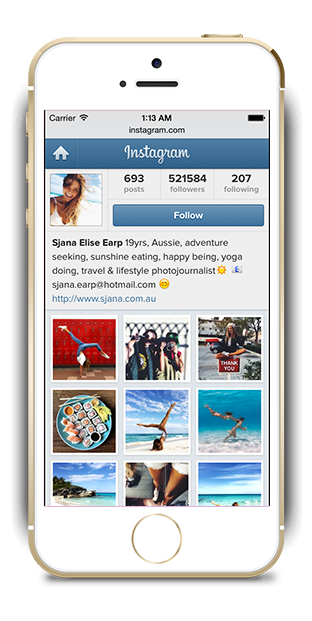 Carrier 1:13 AM
instagram.com
Instagram
693 521584 207
posts followers following
Follow
Sjana Elise Earp 19yrs, Aussie, adventure
seeking, sunshine eating, happy being, yoga
doing, travel & lifestyle photojournalist☀️ 📧
sjana.earp@hotmail.com 😊
http://www.sjana.com.au
THANK
YOU